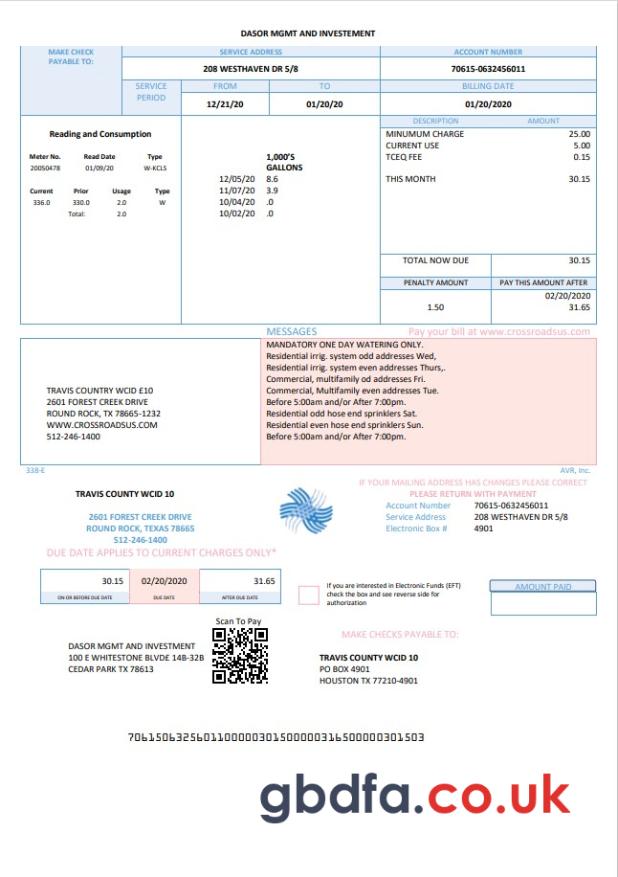 DASOR MGMT AND INVESTEMENT
MAKE CHECK
PAYABLE TO:
SERVICE ADDRESS
ACCOUNT NUMBER
208 WESTHAVEN DR 5/8
70615-0632456011
SERVICE
PERIOD
FROM
TO
BILLING DATE
12/21/20
01/20/20
01/20/2020
Reading and Consumption
Meter No. Read Date Type
20050478 01/09/20 W-KCLS
Current Prior Usage Type
336.0 330.0 2.0 W
Total: 2.0
1,000'S
GALLONS
12/05/20 8.6
11/07/20 3.9
10/04/20 .0
10/02/20 .0
DESCRIPTION AMOUNT
MINUMUM CHARGE 25.00
CURRENT USE 5.00
TCEQ FEE 0.15
THIS MONTH 30.15
TOTAL NOW DUE 30.15
PENALTY AMOUNT PAY THIS AMOUNT AFTER
02/20/2020
1.50 31.65
MESSAGES
Pay your bill at www.crossroadsus.com
TRAVIS COUNTRY WCID £10
2601 FOREST CREEK DRIVE
ROUND ROCK, TX 78665-1232
WWW.CROSSROADSUS.COM
512-246-1400
MANDATORY ONE DAY WATERING ONLY.
Residential irrig. system odd addresses Wed,
Residential irrig. system even addresses Thurs,.
Commercial, multifamily od addresses Fri.
Commercial, Multifamily even addresses Tue.
Before 5:00am and/or After 7:00pm.
Residential odd hose end sprinklers Sat.
Residential even hose end sprinklers Sun.
Before 5:00am and/or After 7:00pm.
338-E
AVR, Inc.
TRAVIS COUNTY WCID 10
2601 FOREST CREEK DRIVE
ROUND ROCK, TEXAS 78665
512-246-1400
IF YOUR MAILING ADDRESS HAS CHANGES PLEASE CORRECT
PLEASE RETURN WITH PAYMENT
Account Number 70615-0632456011
Service Address 208 WESTHAVEN DR 5/8
Electronic Box # 4901
DUE DATE APPLIES TO CURRENT CHARGES ONLY*
30.15 02/20/2020 31.65
ON OR BEFORE DUE DATE DUE DATE AFTER DUE DATE
If you are interested in Electronic Funds (EFT)
check the box and see reverse side for
authorization
AMOUNT PAID
Scan To Pay
DASOR MGMT AND INVESTMENT
100 E WHITESTONE BLVDE 14B-32B
CEDAR PARK TX 78613
MAKE CHECKS PAYABLE TO:
TRAVIS COUNTY WCID 10
PO BOX 4901
HOUSTON TX 77210-4901
7061506325601100000301500000316500000301503
gbdfa.co.uk